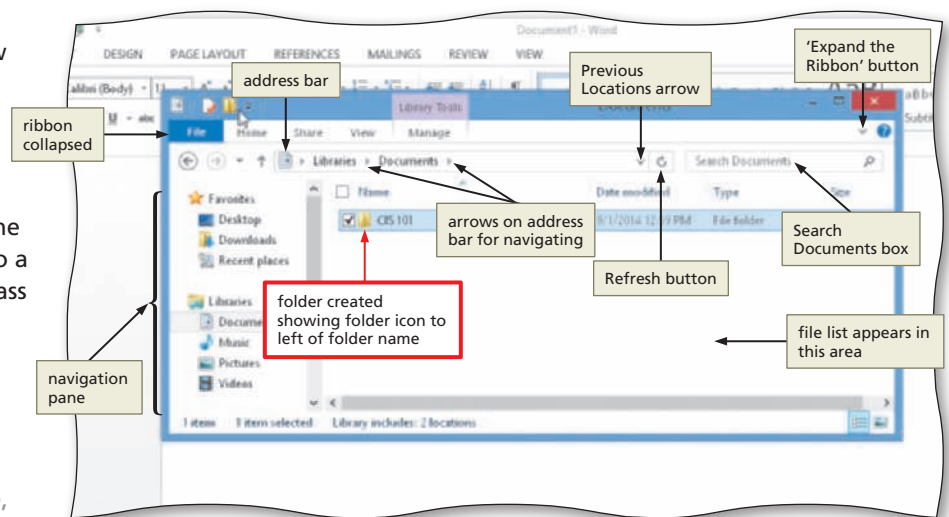 Document1 - Word
DESIGN PAGE LAYOUT REFERENCES MAILINGS REVIEW VIEW
address bar
Previous
Locations arrow
'Expand the
Ribbon' button
ribbon
collapsed
Library Tools
File Home Share View Manage
Libraries Documents
Search Documents
Favorites
Desktop
Downloads
Recent places
Name Date modified Type Size
CIS 101 File folder
arrows on address
bar for navigating
Refresh button
Search
Documents box
folder created
showing folder icon to
left of folder name
Libraries
Music
Pictures
Videos
file list appears in
this area
navigation
pane
1 item 1 item selected Library includes: 2 locations